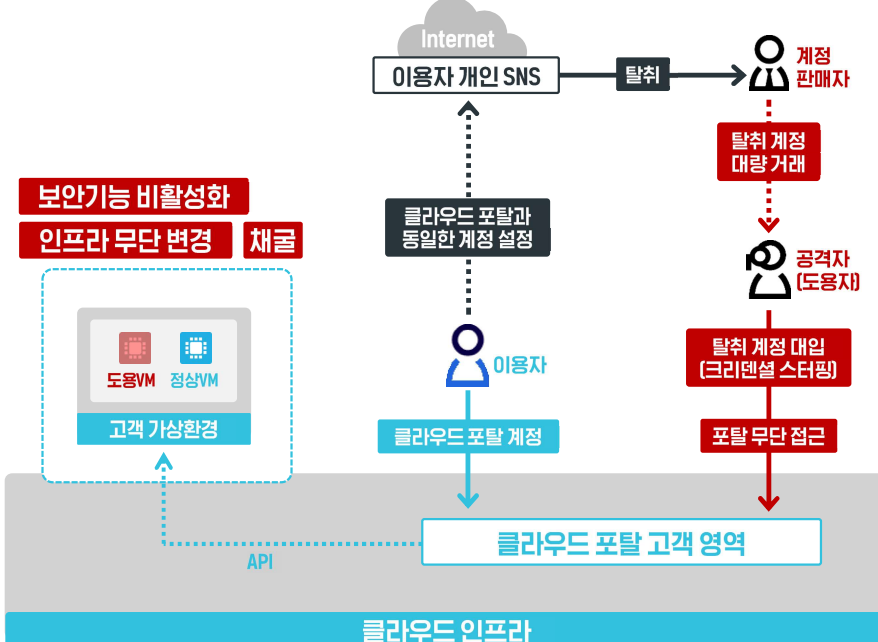 Internet
이용자 개인 SNS
탈취
계정
판매자
탈취 계정
대량 거래
보안기능 비활성화
인프라 무단 변경
채굴
클라우드 포탈과
동일한 계정 설정
공격자
(도용자)
도용VM
정상VM
고객 가상환경
이용자
탈취 계정 대입
(크리덴셜 스터핑)
클라우드 포탈 계정
포탈 무단 접근
클라우드 포탈 고객 영역
API
클라우드 인프라